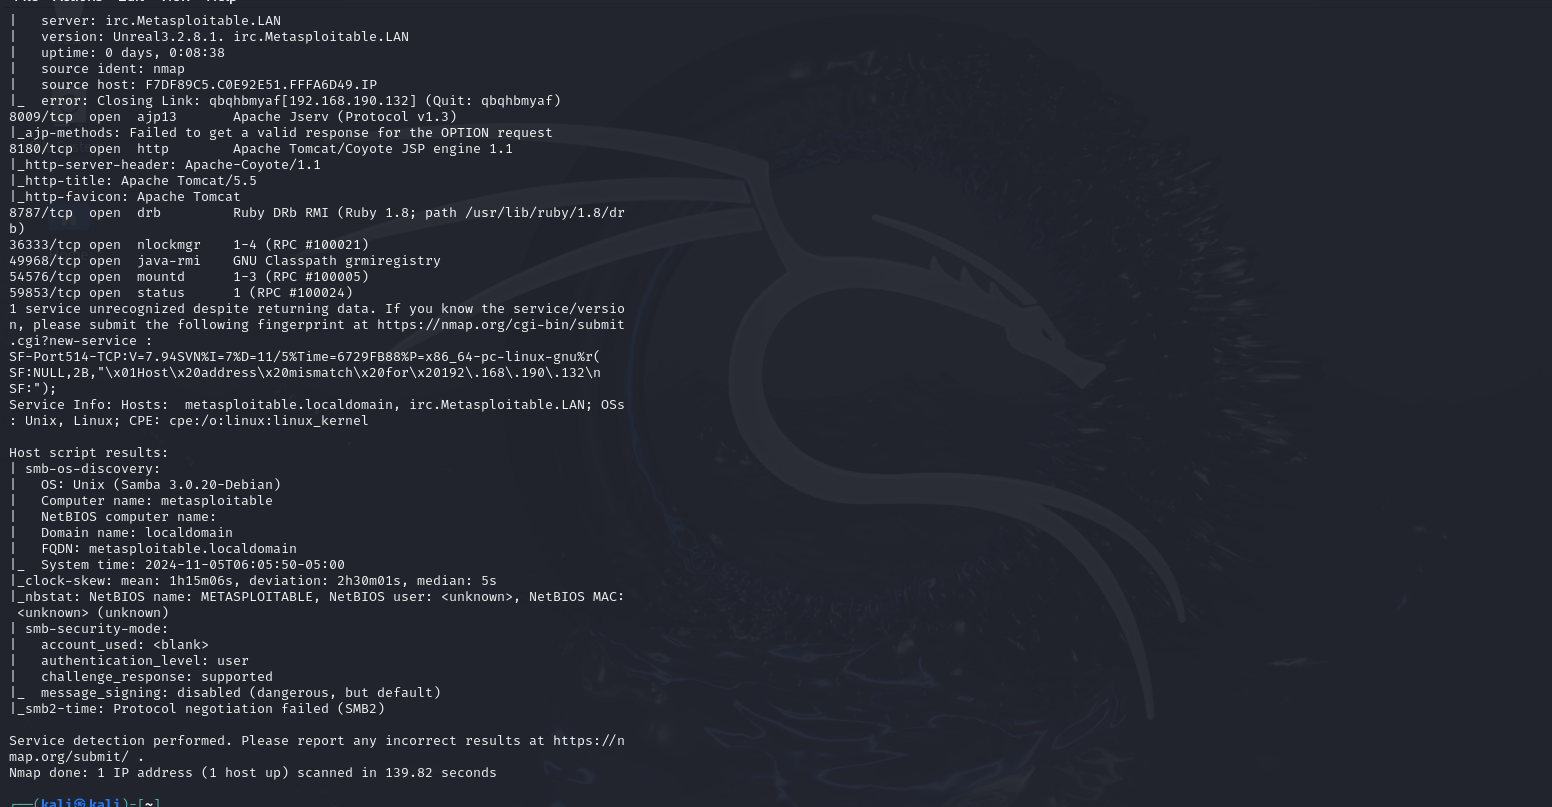 |   server: irc.Metasploitable.LAN
|   version: Unreal3.2.8.1. irc.Metasploitable.LAN
|   uptime: 0 days, 0:08:38
|   source ident: nmap
|   source host: F7DF89C5.C0E92E51.FFFA6D49.IP
|_  error: Closing Link: qbqhbmyaf[192.168.190.132] (Quit: qbqhbmyaf)
8009/tcp  open  ajp13       Apache Jserv (Protocol v1.3)
|_ajp-methods: Failed to get a valid response for the OPTION request
8180/tcp  open  http        Apache Tomcat/Coyote JSP engine 1.1
|_http-server-header: Apache-Coyote/1.1
|_http-title: Apache Tomcat/5.5
|_http-favicon: Apache Tomcat
8787/tcp  open  drb         Ruby DRb RMI (Ruby 1.8; path /usr/lib/ruby/1.8/dr
b)
36333/tcp open  nlockmgr    1-4 (RPC #100021)
49968/tcp open  java-rmi    GNU Classpath grmiregistry
54576/tcp open  mountd      1-3 (RPC #100005)
59853/tcp open  status      1 (RPC #100024)
1 service unrecognized despite returning data. If you know the service/versio
n, please submit the following fingerprint at https://nmap.org/cgi-bin/submit
.cgi?new-service :
SF-Port514-TCP:V=7.94SVN%I=7%D=11/5%Time=6729FB88%P=x86_64-pc-linux-gnu%r(
SF:NULL,2B,"\x01Host\x20address\x20mismatch\x20for\x20192\.168\.190\.132\n
SF:");
Service Info: Hosts:  metasploitable.localdomain, irc.Metasploitable.LAN; OSs
: Unix, Linux; CPE: cpe:/o:linux:linux_kernel

Host script results:
| smb-os-discovery:
|   OS: Unix (Samba 3.0.20-Debian)
|   Computer name: metasploitable
|   NetBIOS computer name:
|   Domain name: localdomain
|   FQDN: metasploitable.localdomain
|_  System time: 2024-11-05T06:05:50-05:00
|_clock-skew: mean: 1h15m06s, deviation: 2h30m01s, median: 5s
|_nbstat: NetBIOS name: METASPLOITABLE, NetBIOS user: <unknown>, NetBIOS MAC:
 <unknown> (unknown)
| smb-security-mode:
|   account_used: <blank>
|   authentication_level: user
|   challenge_response: supported
|_  message_signing: disabled (dangerous, but default)
|_smb2-time: Protocol negotiation failed (SMB2)

Service detection performed. Please report any incorrect results at https://n
map.org/submit/ .
Nmap done: 1 IP address (1 host up) scanned in 139.82 seconds

┌──(kali㉿kali)-[~]